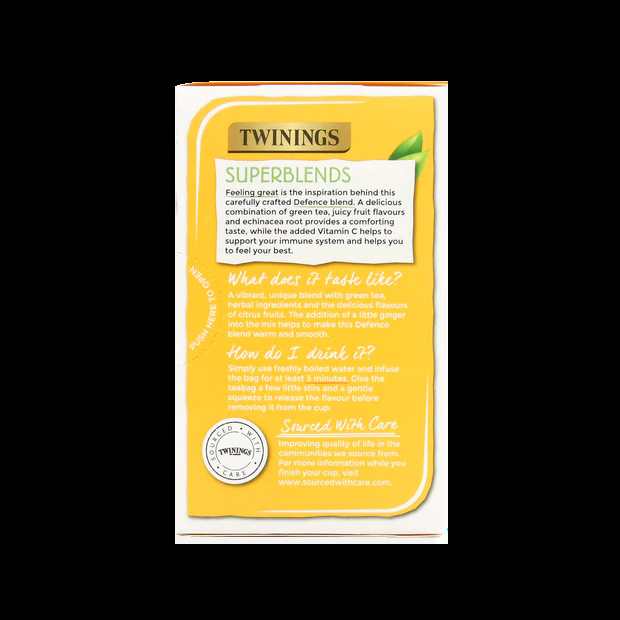 TWININGS
SUPERBLENDS
Feeling great is the inspiration behind this
carefully crafted Defence blend. A delicious
combination of green tea, juicy fruit flavours
and echinacea root provides a comforting
taste, while the added Vitamin C helps to
support your immune system and helps you
to feel your best.
PUSH HERE TO OPEN
What does it taste like?
A vibrant, unique blend with green tea,
herbal ingredients and the delicious flavours
of citrus fruits. The addition of a little ginger
into the mix helps to make this Defence
blend warm and smooth.
How do I drink it?
Simply use freshly boiled water and infuse
the bag for at least 3 minutes. Give the
teabag a few little stirs and a gentle
squeeze to release the flavour before
removing it from the cup.
SOURCED • WITH • CARE •
TWININGS
Sourced With Care
Improving quality of life in the
communities we source from.
For more information while you
finish your cup, visit
www.sourcedwithcare.com.